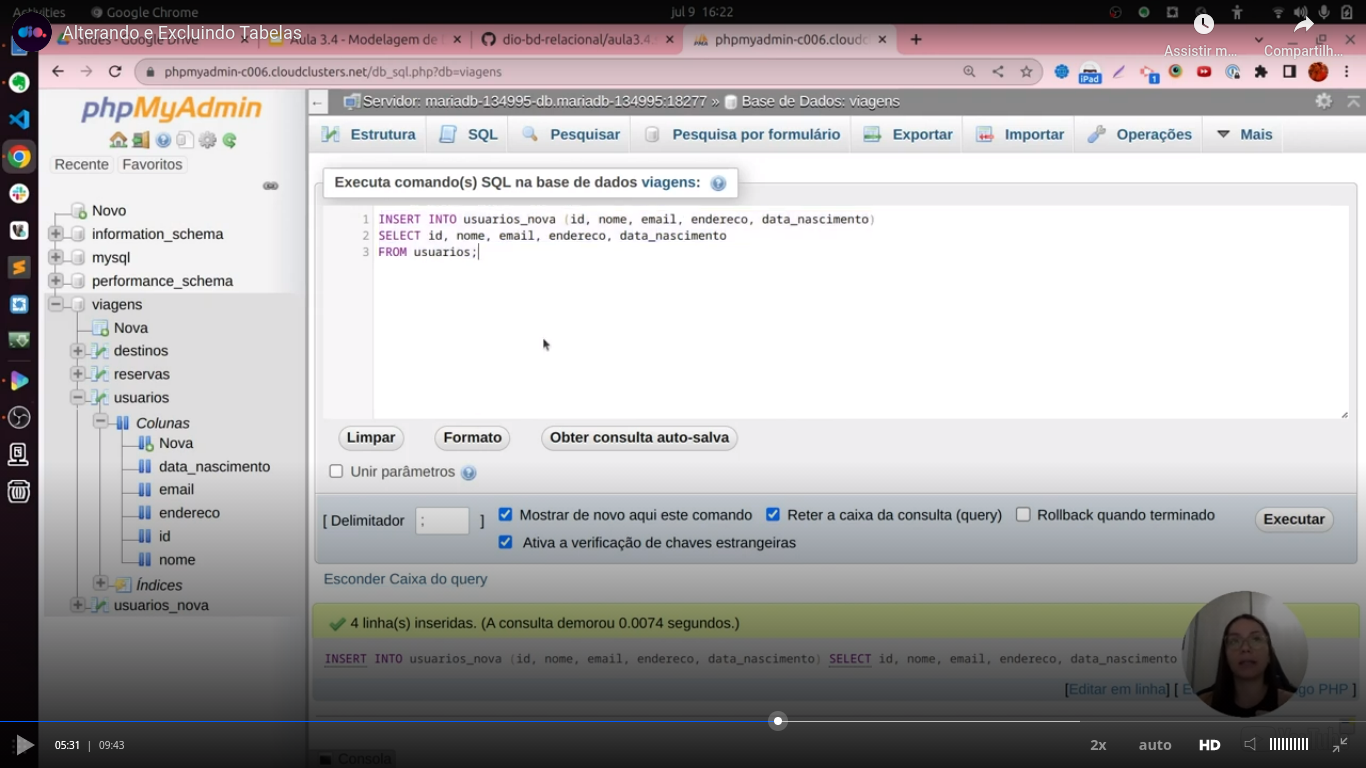 Activities
Google Chrome
Jul 9 16:22
dio.
Alterando e Excluindo Tabelas
slides - Google Drive
Aula 3.4 - Modelagem de
dio-bd-relacional/aula3.4.
phpmyadmin-c006.cloudc
Assistir m...
Compartilh...
phpmyadmin-c006.cloudclusters.net/db_sql.php?db=viagens
iPad
1
phpMyAdmin
Servidor: mariadb-134995-db.mariadb-134995:18277 » Base de Dados: viagens
Estrutura
SQL
Pesquisar
Pesquisa por formulário
Exportar
Importar
Operações
Mais
Recente
Favoritos
Novo
information_schema
mysql
performance_schema
viagens
Nova
destinos
reservas
usuarios
Colunas
Nova
data_nascimento
email
endereco
id
nome
Índices
usuarios_nova
Executa comando(s) SQL na base de dados viagens:
1 INSERT INTO usuarios_nova (id, nome, email, endereco, data_nascimento)
2 SELECT id, nome, email, endereco, data_nascimento
3 FROM usuarios;
Limpar
Formato
Obter consulta auto-salva
Unir parâmetros
[ Delimitador ; ]
Mostrar de novo aqui este comando
Reter a caixa da consulta (query)
Rollback quando terminado
Ativa a verificação de chaves estrangeiras
Executar
Esconder Caixa do query
4 linha(s) inseridas. (A consulta demorou 0.0074 segundos.)
INSERT INTO usuarios_nova (id, nome, email, endereco, data_nascimento) SELECT id, nome, email, endereco, data_nascimento
[Editar em linha] [ E
go PHP ]
05:31 | 09:43
2x
auto
HD
Consola